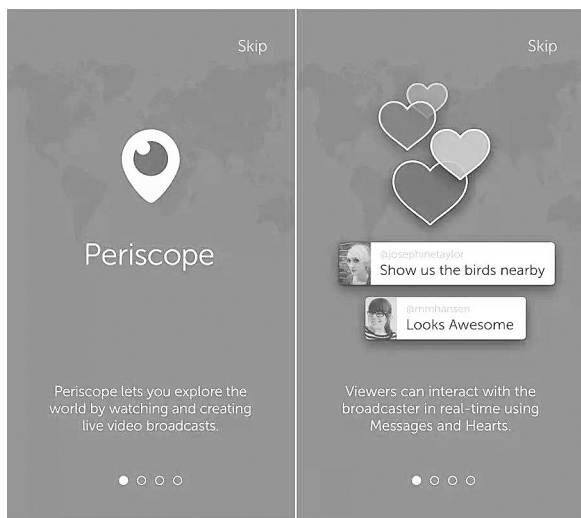 Skip
Periscope
Periscope lets you explore the
world by watching and creating
live video broadcasts.
Skip
@josephinetaylor
Show us the birds nearby
@mmhansen
Looks Awesome
Viewers can interact with the
broadcaster in real-time using
Messages and Hearts.